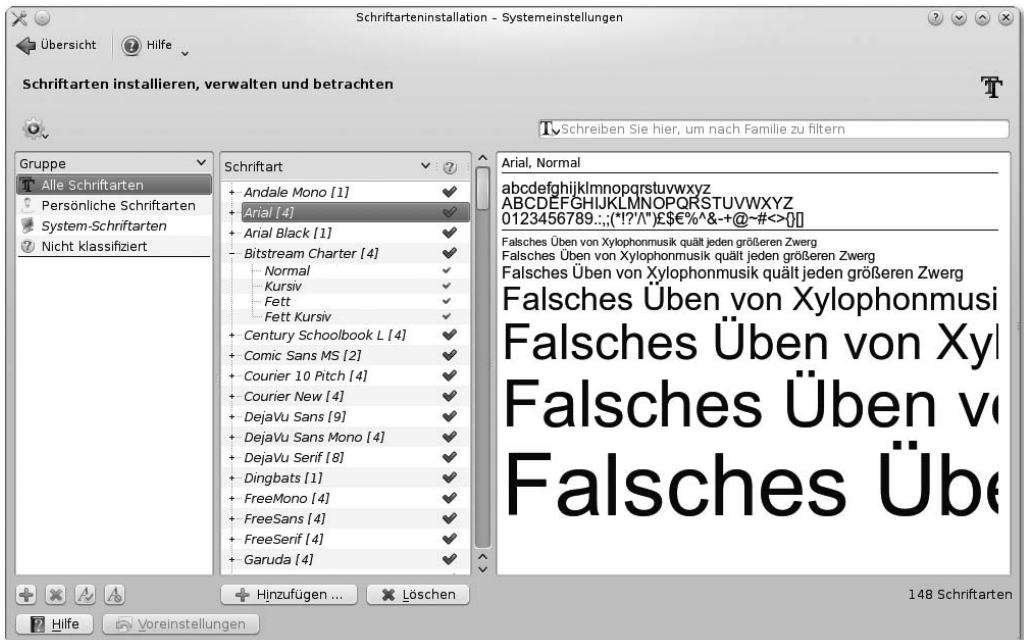 Schriftarteninstallation – Systemeinstellungen
Übersicht Hilfe
Schriftarten installieren, verwalten und betrachten
Schreiben Sie hier, um nach Familie zu filtern
Gruppe
Alle Schriftarten
Persönliche Schriftarten
System-Schriftarten
Nicht klassifiziert
Schriftart
Andale Mono [1]
Arial [4]
Arial Black [1]
Bitstream Charter [4]
Normal
Kursiv
Fett
Fett Kursiv
Century Schoolbook L [4]
Comic Sans MS [2]
Courier 10 Pitch [4]
Courier New [4]
DejaVu Sans [9]
DejaVu Sans Mono [4]
DejaVu Serif [8]
Dingbats [1]
FreeMono [4]
FreeSans [4]
FreeSerif [4]
Garuda [4]
Arial, Normal
abcdefghijklmnopqrstuvwxyz
ABCDEFGHIJKLMNOPQRSTUVWXYZ
0123456789.:,;(*!?'/\")£$€%^&-+@~#<>{}[]
Falsches Üben von Xylophonmusik quält jeden größeren Zwerg
Falsches Üben von Xylophonmusik quält jeden größeren Zwerg
Falsches Üben von Xylophonmusik quält jeden größeren Zwerg
Falsches Üben von Xylophonmusi
Falsches Üben von Xyl
Falsches Üben v
Falsches Übe
Hinzufügen ... Löschen
148 Schriftarten
Hilfe Voreinstellungen